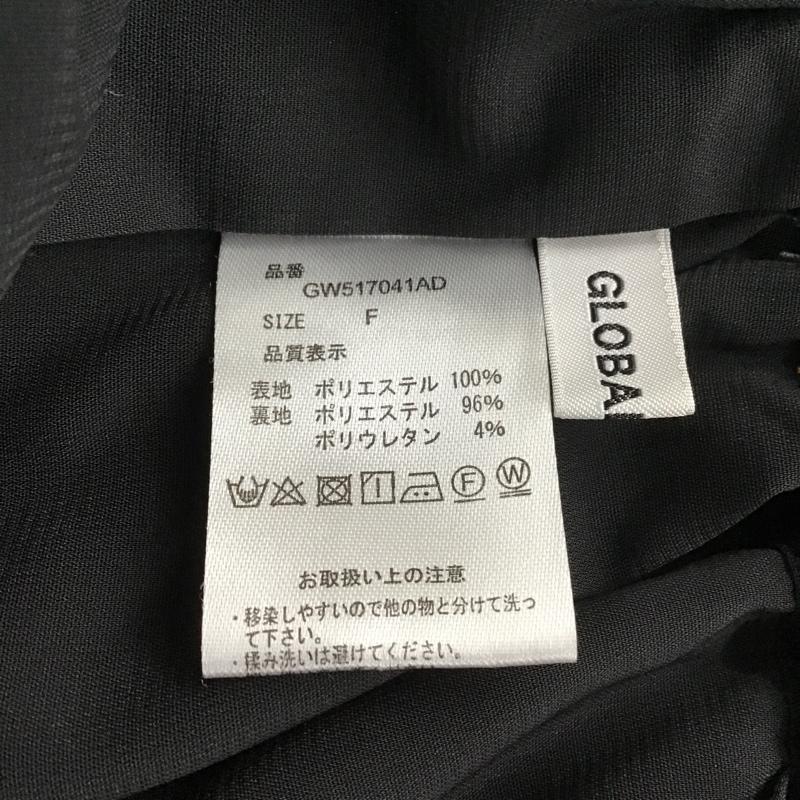 品番
GW517041AD
SIZE F
品質表示
表地 ポリエステル 100%
裏地 ポリエステル 96%
ポリウレタン 4%
F W
お取扱い上の注意
・移染しやすいので他の物と分けて洗っ
て下さい。
・揉み洗いは避けてください。
GLOBAL